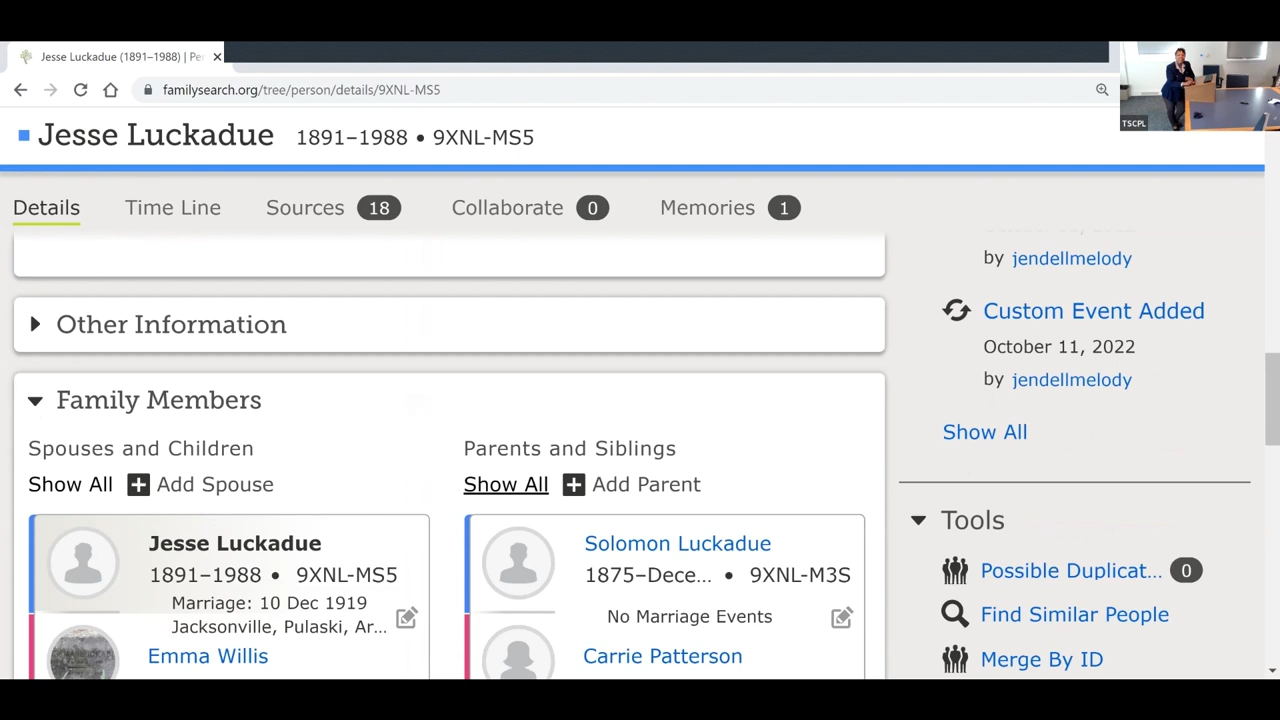 Jesse Luckadue (1891–1988) | Per
familysearch.org/tree/person/details/9XNL-MS5
TSCPL
Jesse Luckadue 1891–1988 • 9XNL-MS5
Details Time Line Sources 18 Collaborate 0 Memories 1
by jendellmelody
Other Information
Custom Event Added
October 11, 2022
by jendellmelody
Show All
Family Members
Spouses and Children
Show All Add Spouse
Jesse Luckadue
1891–1988 • 9XNL-MS5
Marriage: 10 Dec 1919
Jacksonville, Pulaski, Ar...
Emma Willis
Parents and Siblings
Show All Add Parent
Solomon Luckadue
1875–Dece... • 9XNL-M3S
No Marriage Events
Carrie Patterson
Tools
Possible Duplicat... 0
Find Similar People
Merge By ID